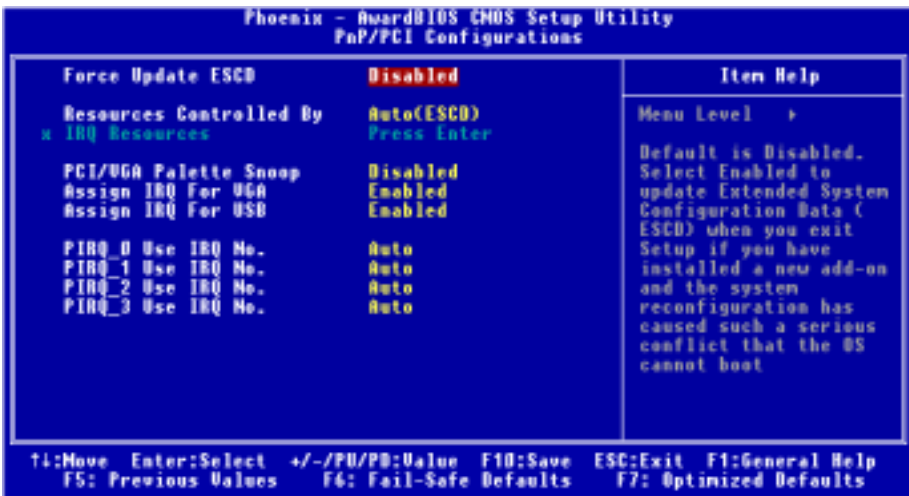 Phoenix - AwardBIOS CMOS Setup Utility
PnP/PCI Configurations
Force Update ESCD Disabled
Resources Controlled By Auto(ESCD)
x IRQ Resources Press Enter
PCI/VGA Palette Snoop Disabled
Assign IRQ For VGA Enabled
Assign IRQ For USB Enabled
PIRQ_0 Use IRQ No. Auto
PIRQ_1 Use IRQ No. Auto
PIRQ_2 Use IRQ No. Auto
PIRQ_3 Use IRQ No. Auto
Item Help
Menu Level ▸
Default is Disabled.
Select Enabled to
update Extended System
Configuration Data (
ESCD) when you exit
Setup if you have
installed a new add-on
and the system
reconfiguration has
caused such a serious
conflict that the OS
cannot boot
↑↓:Move Enter:Select +/-/PU/PD:Value F10:Save ESC:Exit F1:General Help
F5: Previous Values F6: Fail-Safe Defaults F7: Optimized Defaults